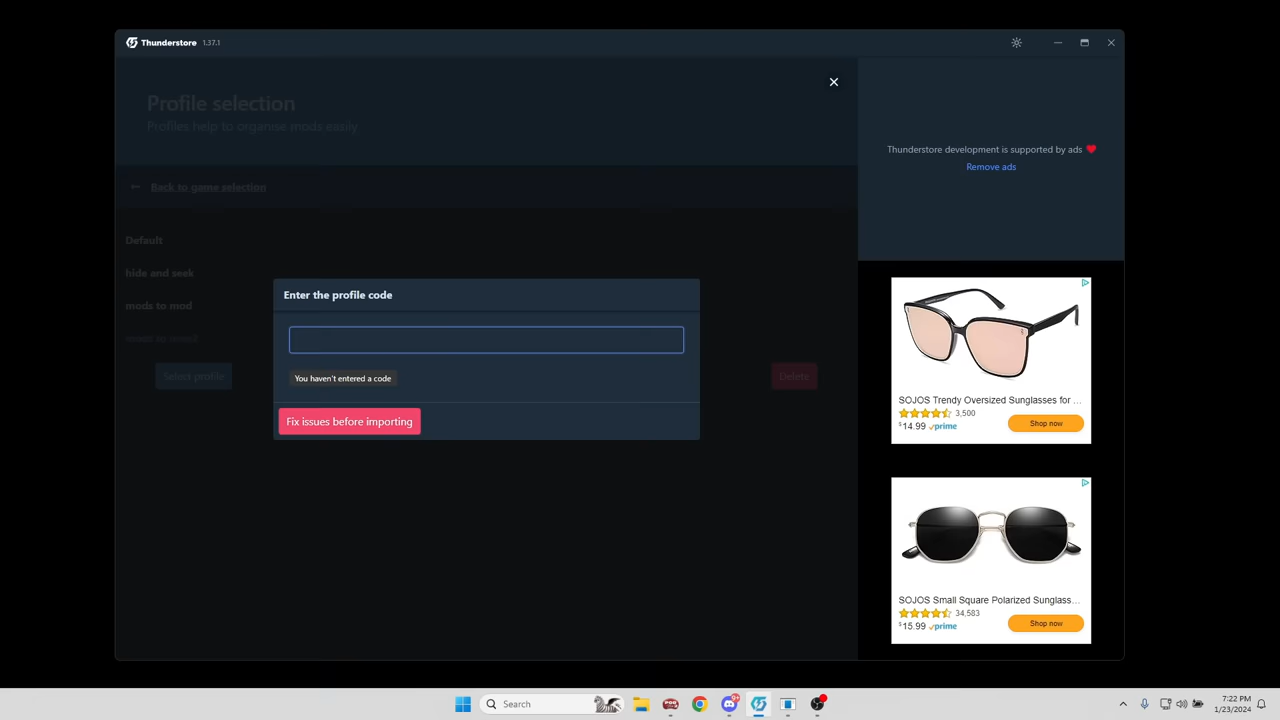 Thunderstore 1.37.1
Profile selection
Profiles help to organise mods easily
Back to game selection
Default
hide and seek
mods to mod
Select profile
Delete
Enter the profile code
You haven't entered a code
Fix issues before importing
Thunderstore development is supported by ads
Remove ads
SOJOS Trendy Oversized Sunglasses for ...
3,500
$14.99 prime
Shop now
SOJOS Small Square Polarized Sunglass...
34,583
$15.99 prime
Shop now
Search
7:22 PM
1/23/2024